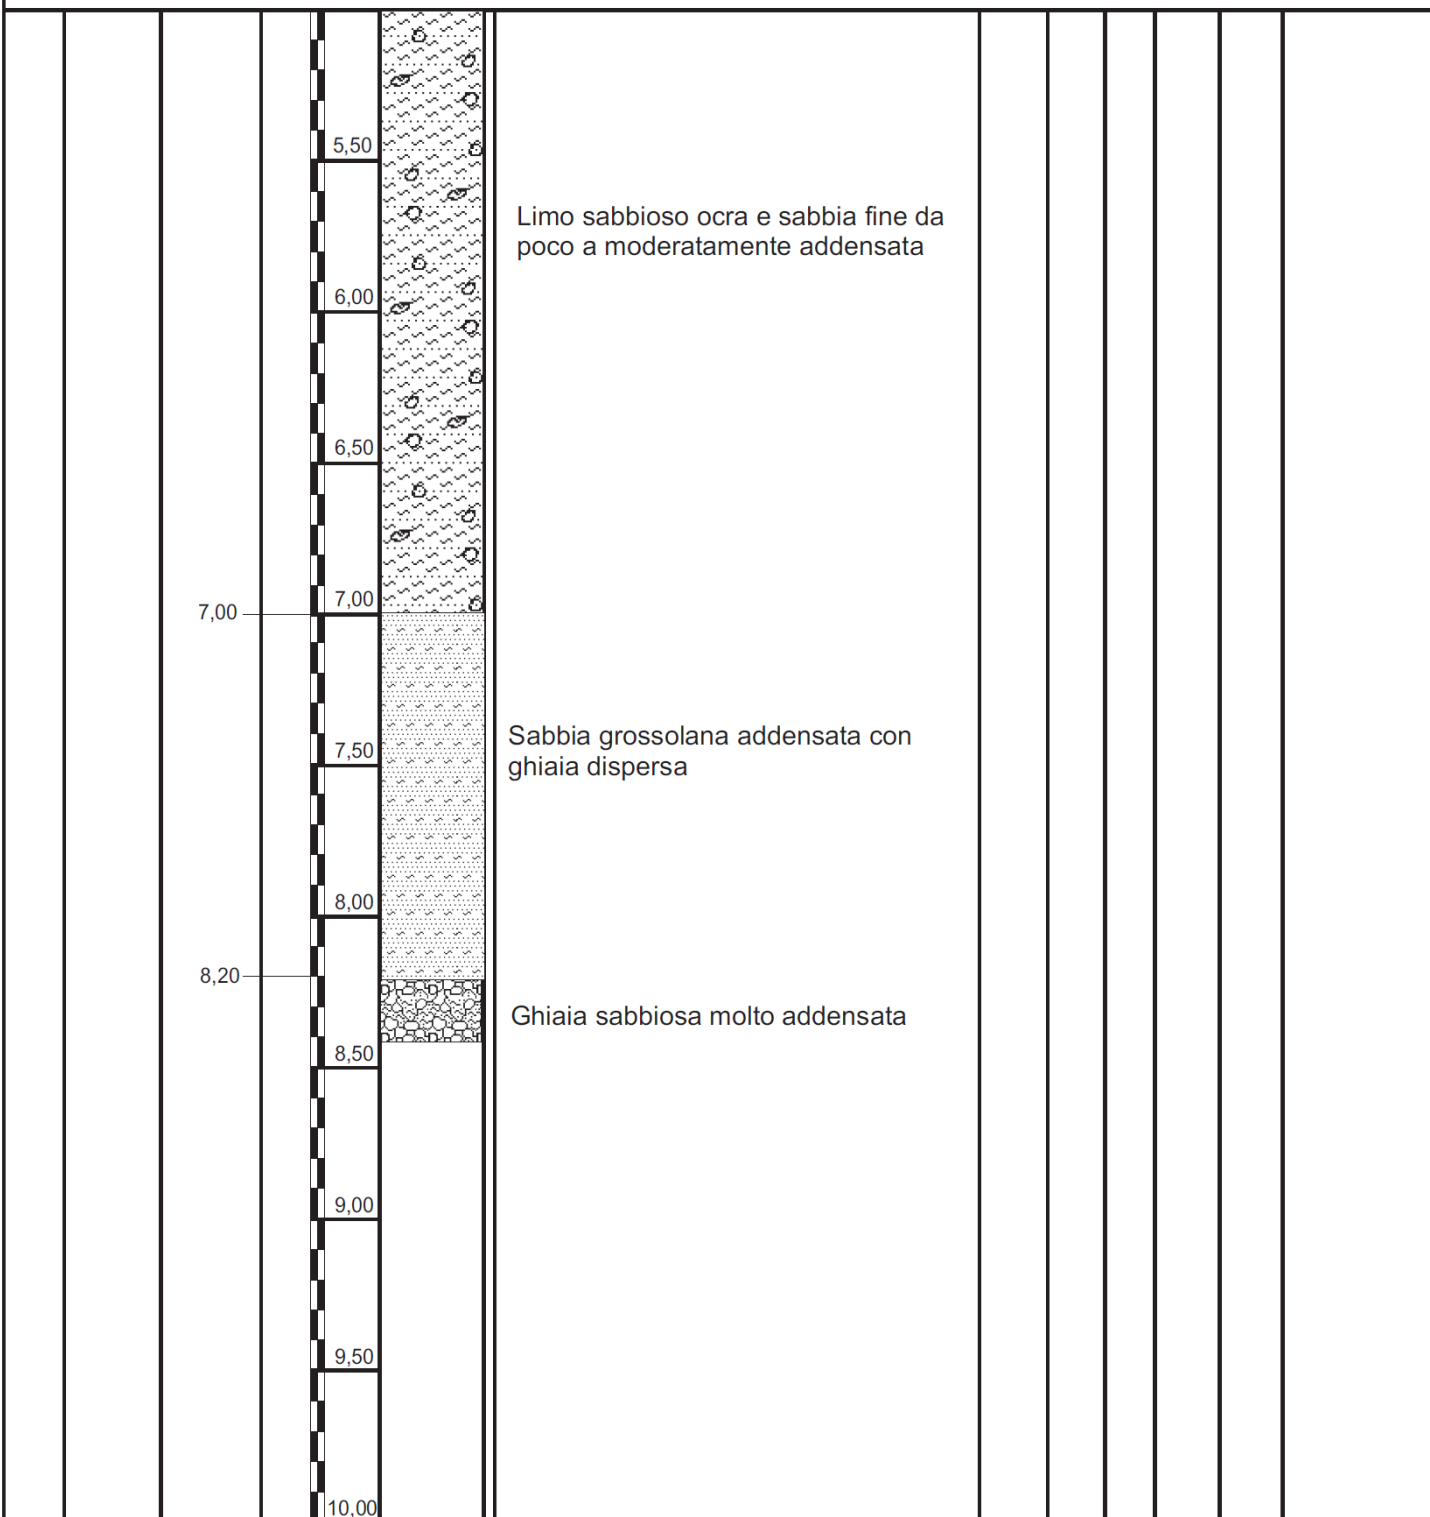 5,50
Limo sabbioso ocra e sabbia fine da
poco a moderatamente addensata
6,00
6,50
7,00
7,00
Sabbia grossolana addensata con
ghiaia dispersa
7,50
8,00
8,20
Ghiaia sabbiosa molto addensata
8,50
9,00
9,50
10,00